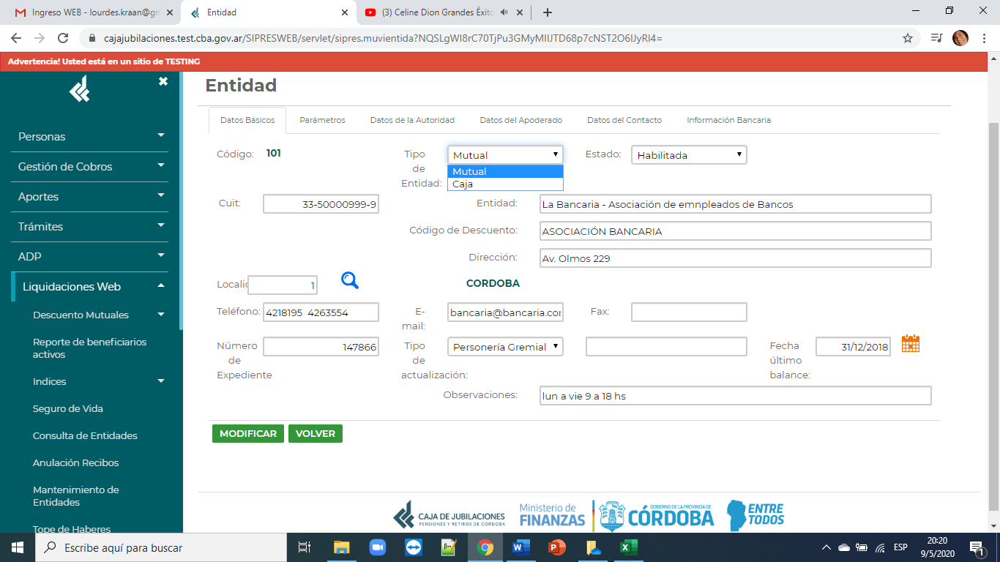 Ingreso WEB - lourdes.kraan@gm
Entidad
(3) Celine Dion Grandes Éxito
cajajubilaciones.test.cba.gov.ar/SIPRESWEB/servlet/sipres.muvientida?NQSLgWI8rC70TjPu3GMyMIIJTD68p7cNST2O6IJyRI4=
Advertencia! Usted está en un sitio de TESTING
Personas
Gestión de Cobros
Aportes
Trámites
ADP
Liquidaciones Web
Descuento Mutuales
Reporte de beneficiarios
activos
Indices
Seguro de Vida
Consulta de Entidades
Anulación Recibos
Mantenimiento de
Entidades
Tope de Haberes
Entidad
Datos Básicos Parámetros Datos de la Autoridad Datos del Apoderado Datos del Contacto Información Bancaria
Código: 101
Tipo
de
Entidad:
Mutual
Mutual
Caja
Estado: Habilitada
Cuit: 33-50000999-9
Entidad: La Bancaria - Asociación de emnpleados de Bancos
Código de Descuento: ASOCIACIÓN BANCARIA
Dirección: Av. Olmos 229
Localid 1 CORDOBA
Teléfono: 4218195 4263554
E-
mail:
bancaria@bancaria.cor
Fax:
Número
de
Expediente
147866
Tipo
de
actualización:
Personería Gremial
Fecha
último
balance:
31/12/2018
Observaciones: lun a vie 9 a 18 hs
MODIFICAR VOLVER
CAJA DE JUBILACIONES
PENSIONES Y RETIROS DE CORDOBA
Ministerio de
FINANZAS
GOBIERNO DE LA PROVINCIA DE
CÓRDOBA
ENTRE
TODOS
Escribe aquí para buscar
ESP
20:20
9/5/2020
1